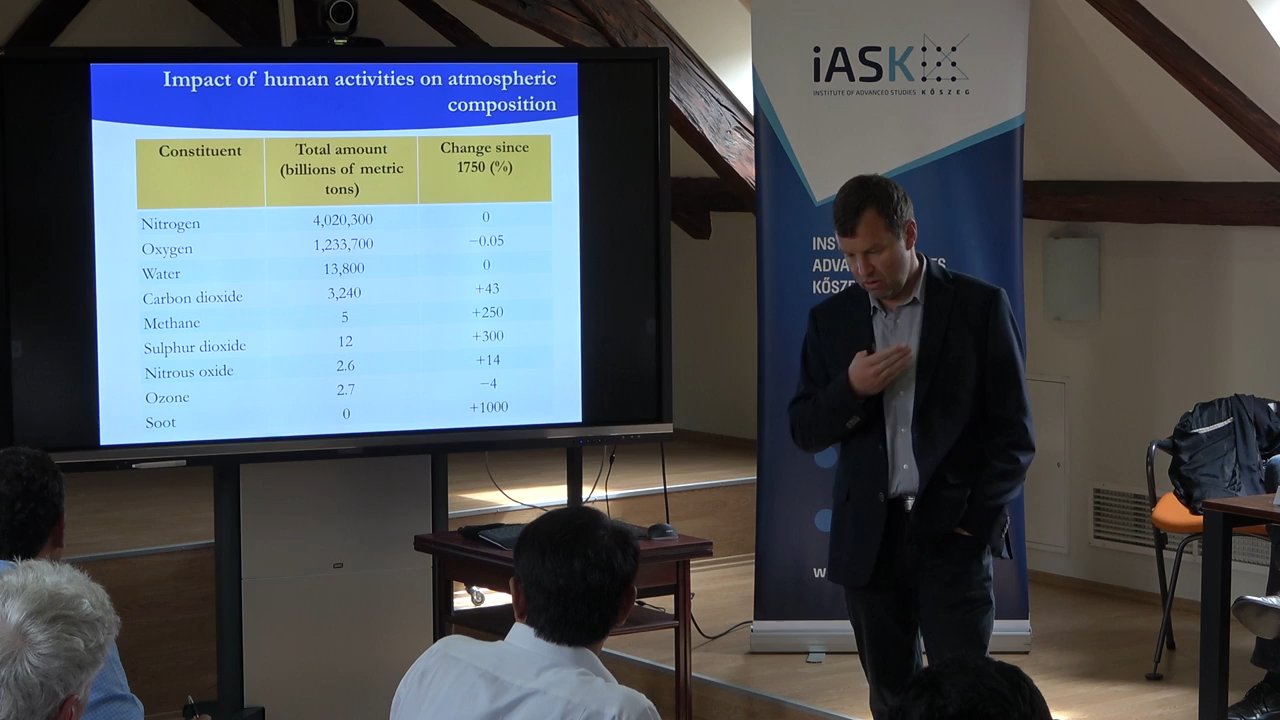 Impact of human activities on atmospheric
composition
Constituent Total amount (billions of metric tons) Change since 1750 (%)
Nitrogen 4,020,300 0
Oxygen 1,233,700 −0.05
Water 13,800 0
Carbon dioxide 3,240 +43
Methane 5 +250
Sulphur dioxide 12 +300
Nitrous oxide 2.6 +14
Ozone 2.7 −4
Soot 0 +1000
iASK
INSTITUTE OF ADVANCED STUDIES KŐSZEG